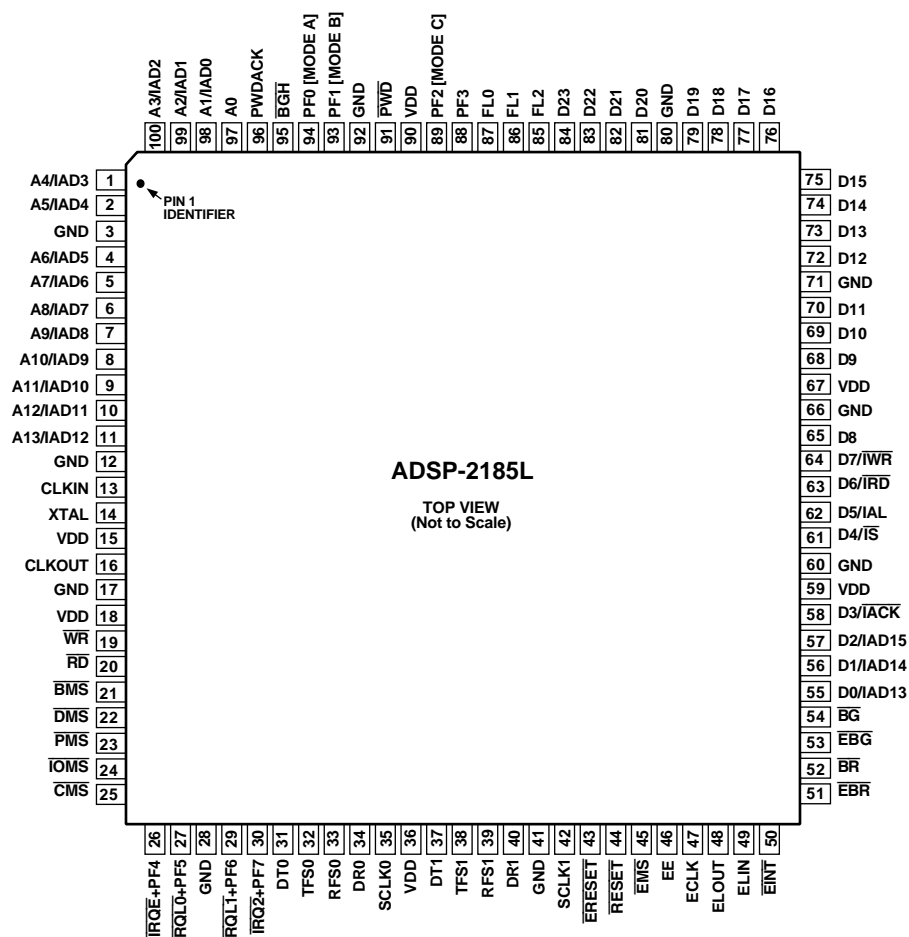 A3/IAD2
A2/IAD1
A1/IAD0
A0
PWDACK
BGH
PF0 [MODE A]
PF1 [MODE B]
GND
PWD
VDD
PF2 [MODE C]
PF3
FL0
FL1
FL2
D23
D22
D21
D20
GND
D19
D18
D17
D16
100 99 98 97 96 95 94 93 92 91 90 89 88 87 86 85 84 83 82 81 80 79 78 77 76
A4/IAD3 1
A5/IAD4 2
GND 3
A6/IAD5 4
A7/IAD6 5
A8/IAD7 6
A9/IAD8 7
A10/IAD9 8
A11/IAD10 9
A12/IAD11 10
A13/IAD12 11
GND 12
CLKIN 13
XTAL 14
VDD 15
CLKOUT 16
GND 17
VDD 18
WR 19
RD 20
BMS 21
DMS 22
PMS 23
IOMS 24
CMS 25
PIN 1
IDENTIFIER
ADSP-2185L
TOP VIEW
(Not to Scale)
75 D15
74 D14
73 D13
72 D12
71 GND
70 D11
69 D10
68 D9
67 VDD
66 GND
65 D8
64 D7/IWR
63 D6/IRD
62 D5/IAL
61 D4/IS
60 GND
59 VDD
58 D3/IACK
57 D2/IAD15
56 D1/IAD14
55 D0/IAD13
54 BG
53 EBG
52 BR
51 EBR
26 27 28 29 30 31 32 33 34 35 36 37 38 39 40 41 42 43 44 45 46 47 48 49 50
IRQE+PF4
RQL0+PF5
GND
RQL1+PF6
IRQ2+PF7
DT0
TFS0
RFS0
DR0
SCLK0
VDD
DT1
TFS1
RFS1
DR1
GND
SCLK1
ERESET
RESET
EMS
EE
ECLK
ELOUT
ELIN
EINT